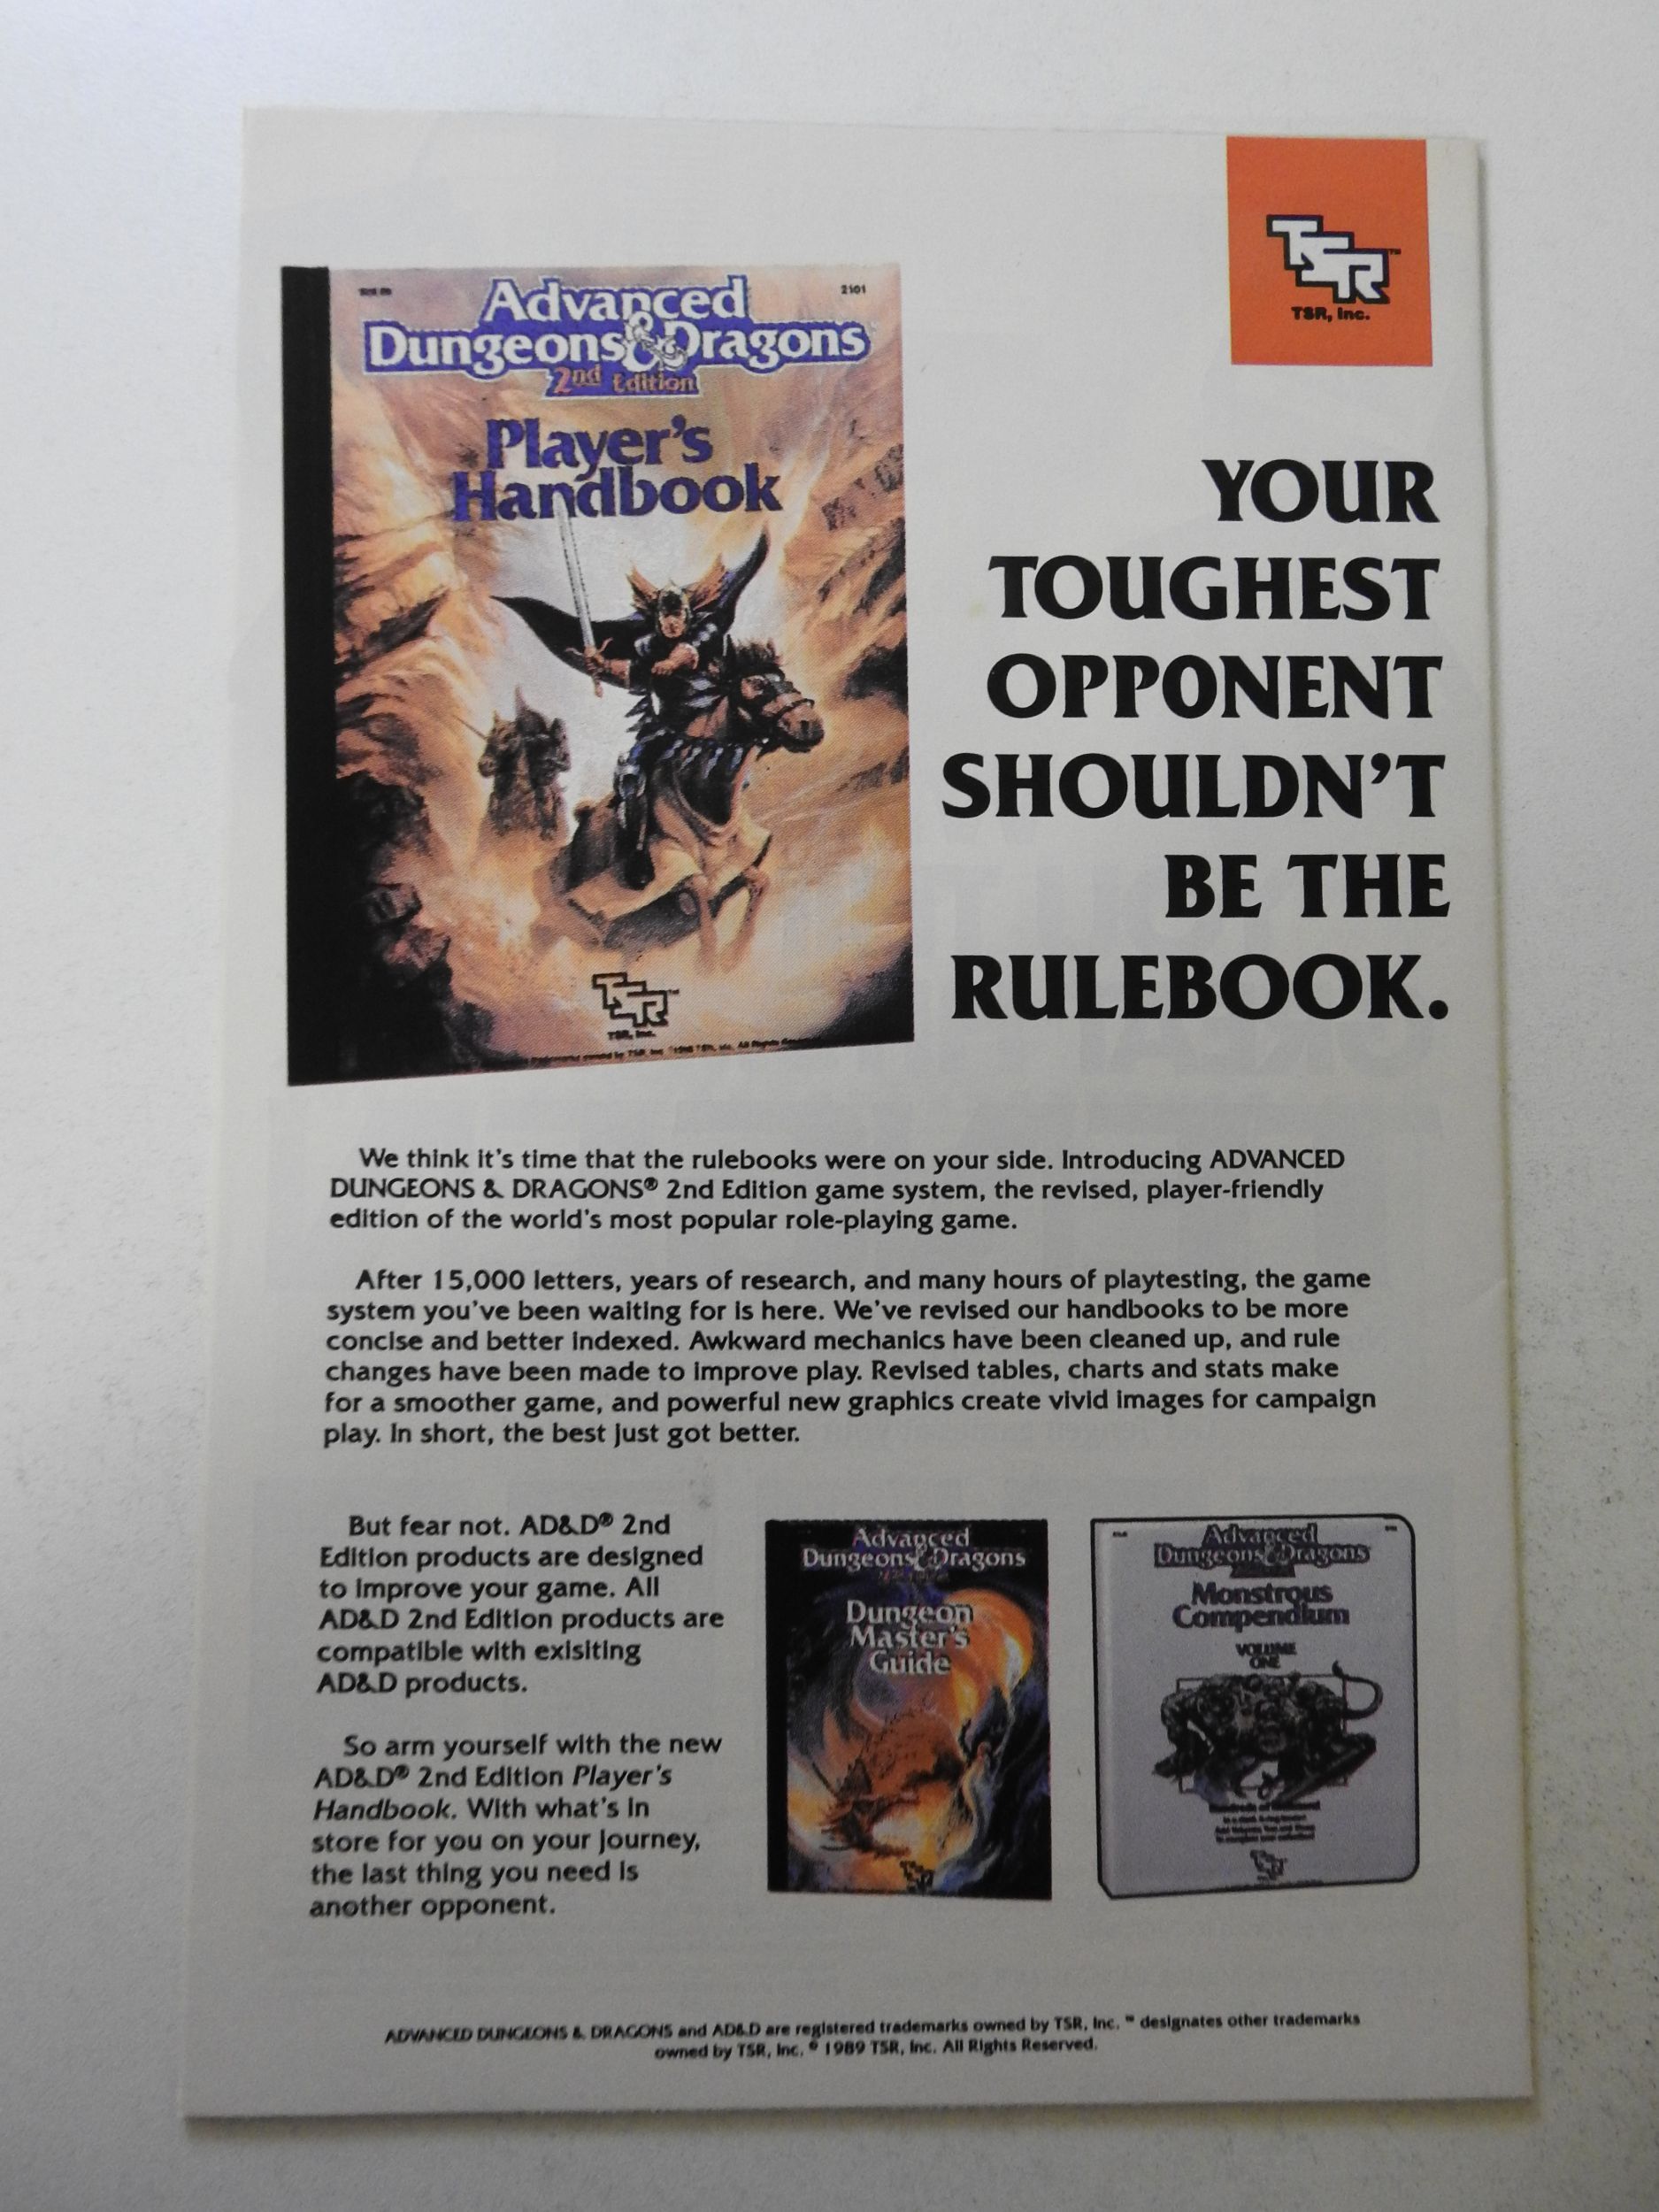 TSR
TSR, Inc.
2101
Advanced
Dungeons & Dragons
2nd Edition
Player's
Handbook
TSR
TSR, Inc.
YOUR
TOUGHEST
OPPONENT
SHOULDN'T
BE THE
RULEBOOK.
We think it's time that the rulebooks were on your side. Introducing ADVANCED
DUNGEONS & DRAGONS® 2nd Edition game system, the revised, player-friendly
edition of the world's most popular role-playing game.
After 15,000 letters, years of research, and many hours of playtesting, the game
system you've been waiting for is here. We've revised our handbooks to be more
concise and better indexed. Awkward mechanics have been cleaned up, and rule
changes have been made to improve play. Revised tables, charts and stats make
for a smoother game, and powerful new graphics create vivid images for campaign
play. In short, the best just got better.
But fear not. AD&D® 2nd
Edition products are designed
to improve your game. All
AD&D 2nd Edition products are
compatible with exisiting
AD&D products.
So arm yourself with the new
AD&D® 2nd Edition Player's
Handbook. With what's in
store for you on your journey,
the last thing you need is
another opponent.
Advanced
Dungeons & Dragons
Dungeon
Master's
Guide
TSR
Advanced
Dungeons & Dragons
Monstrous
Compendium
VOLUME
ONE
TSR
ADVANCED DUNGEONS & DRAGONS and AD&D are registered trademarks owned by TSR, Inc. ™ designates other trademarks
owned by TSR, Inc. © 1989 TSR, Inc. All Rights Reserved.